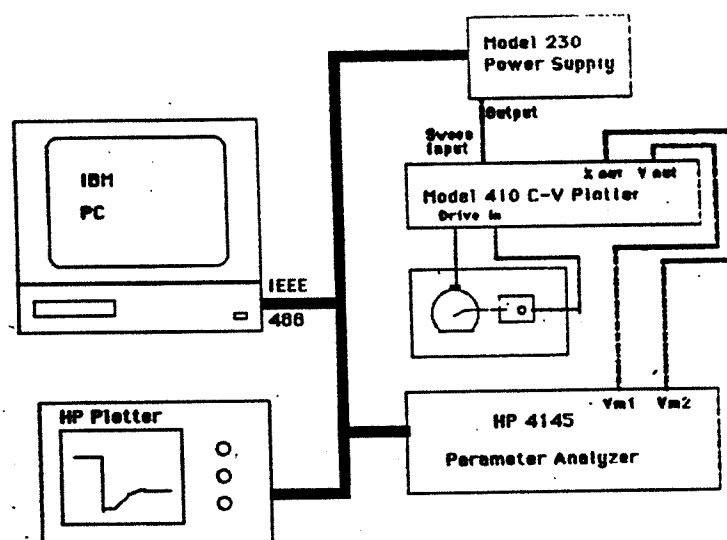 Model 230
Power Supply
Output
Sweep
Input
X out Y out
Model 410 C-V Plotter
Drive In
IBM
PC
IEEE
488
HP Plotter
Vm1 Vm2
HP 4145
Parameter Analyzer